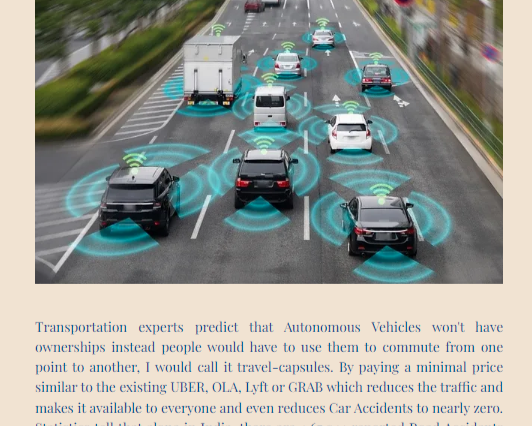 Transportation experts predict that Autonomous Vehicles won't have
ownerships instead people would have to use them to commute from one
point to another, I would call it travel-capsules. By paying a minimal price
similar to the existing UBER, OLA, Lyft or GRAB which reduces the traffic and
makes it available to everyone and even reduces Car Accidents to nearly zero.